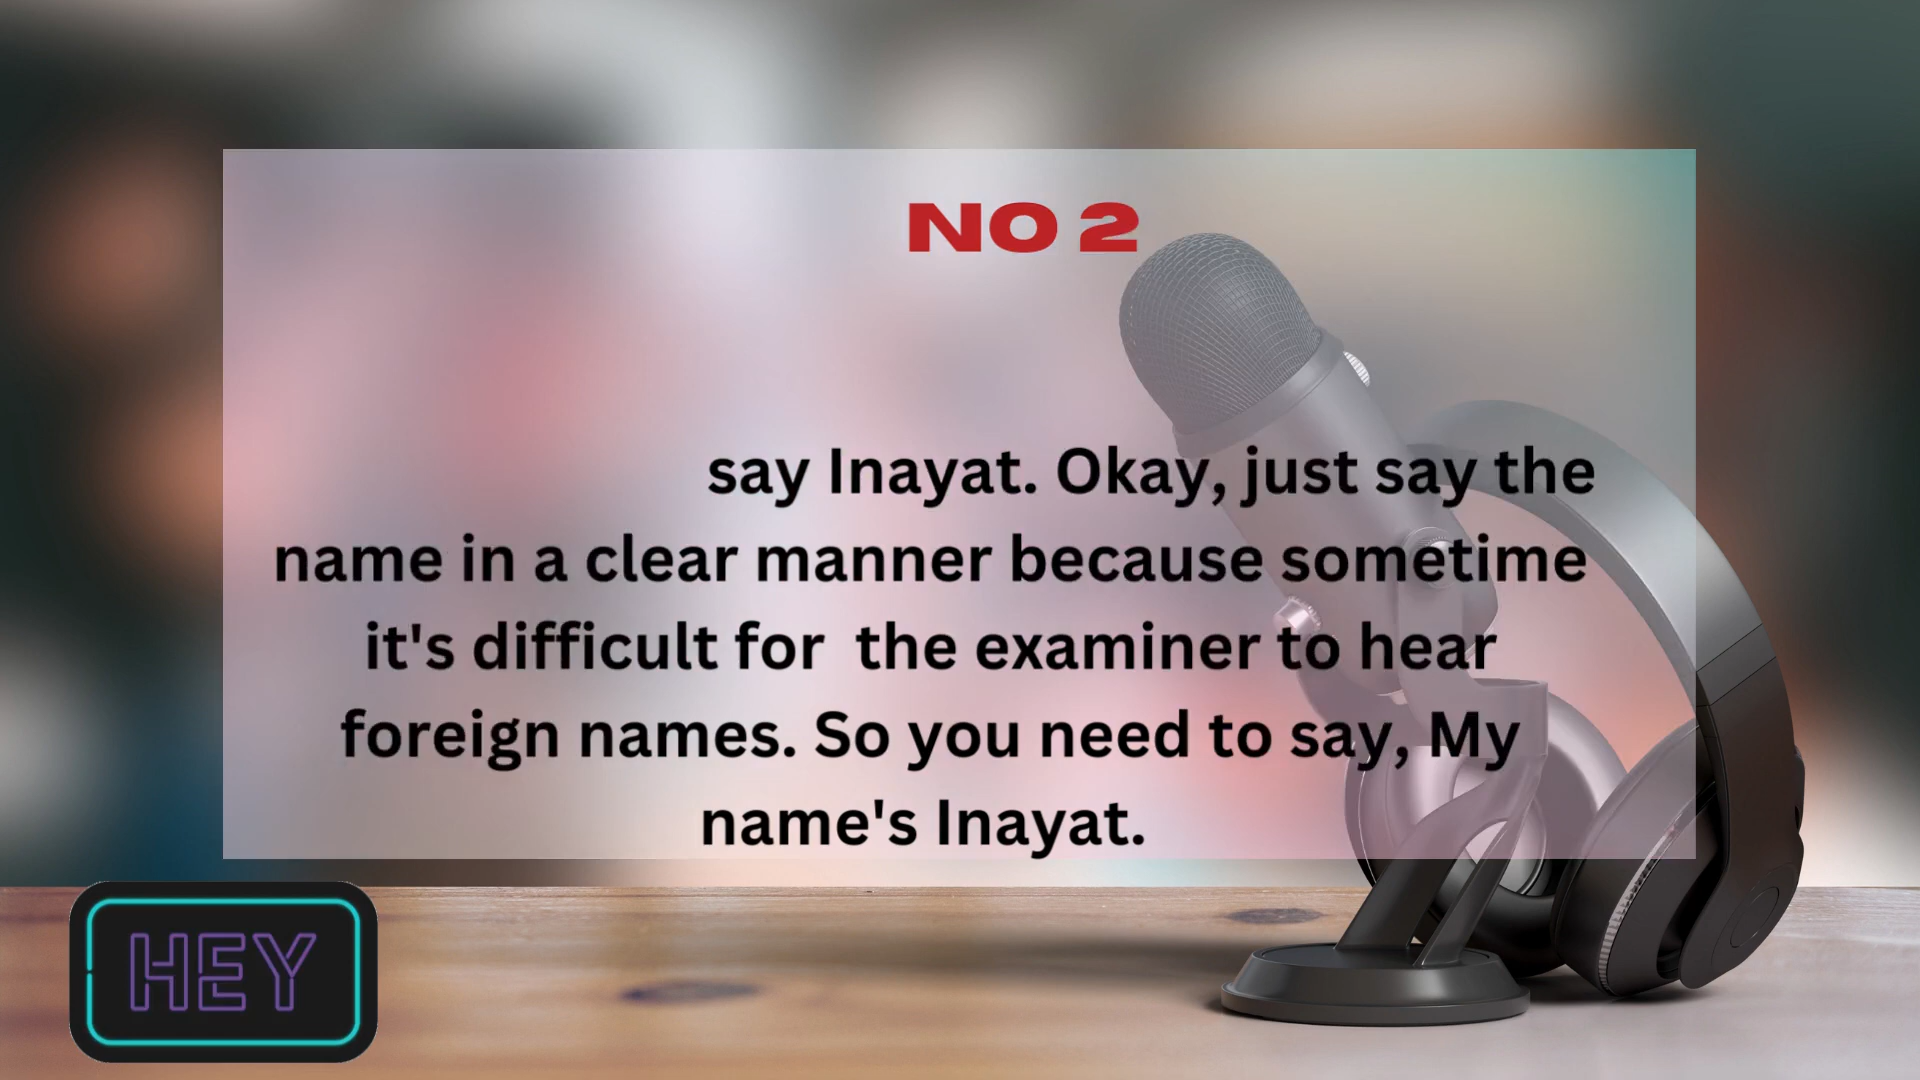 NO 2
say Inayat. Okay, just say the
name in a clear manner because sometime
it's difficult for  the examiner to hear
foreign names. So you need to say, My
name's Inayat.
HEY